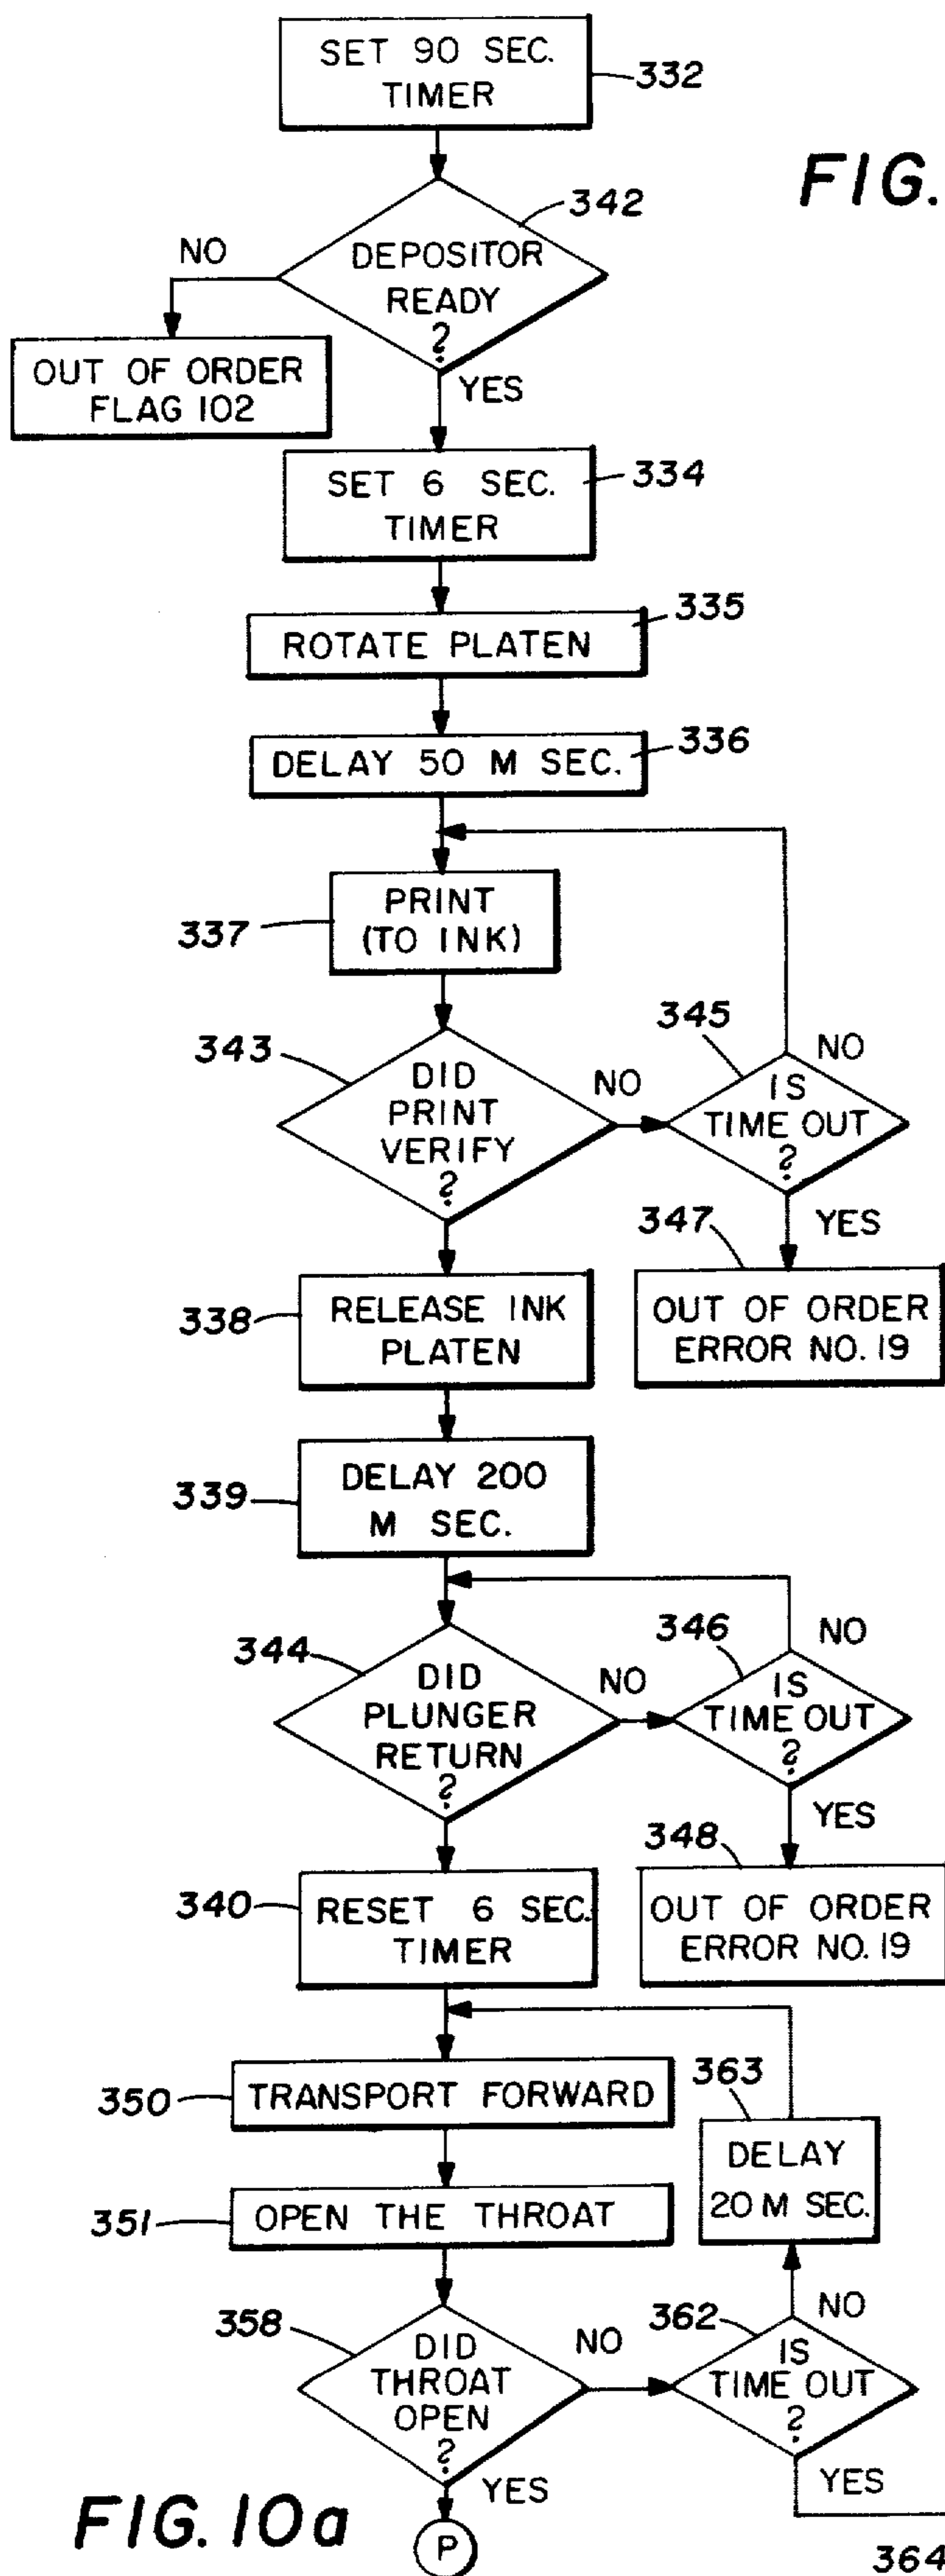 SET 90 SEC.
TIMER
332
FIG.
342
NO
DEPOSITOR
READY
?
OUT OF ORDER
FLAG 102
YES
SET 6 SEC.
TIMER
334
335
ROTATE PLATEN
336
DELAY 50 M SEC.
PRINT
(TO INK)
337
343
DID
PRINT
VERIFY
?
NO
345
NO
IS
TIME OUT
?
YES
347
OUT OF ORDER
ERROR NO. 19
338
RELEASE INK
PLATEN
339
DELAY 200
M SEC.
344
DID
PLUNGER
RETURN
?
NO
346
NO
IS
TIME OUT
?
YES
348
OUT OF ORDER
ERROR NO. 19
340
RESET 6 SEC.
TIMER
350
TRANSPORT FORWARD
363
DELAY
20 M SEC.
351
OPEN THE THROAT
358
DID
THROAT
OPEN
?
NO
362
NO
IS
TIME OUT
?
YES
YES
364
FIG. 10a
P